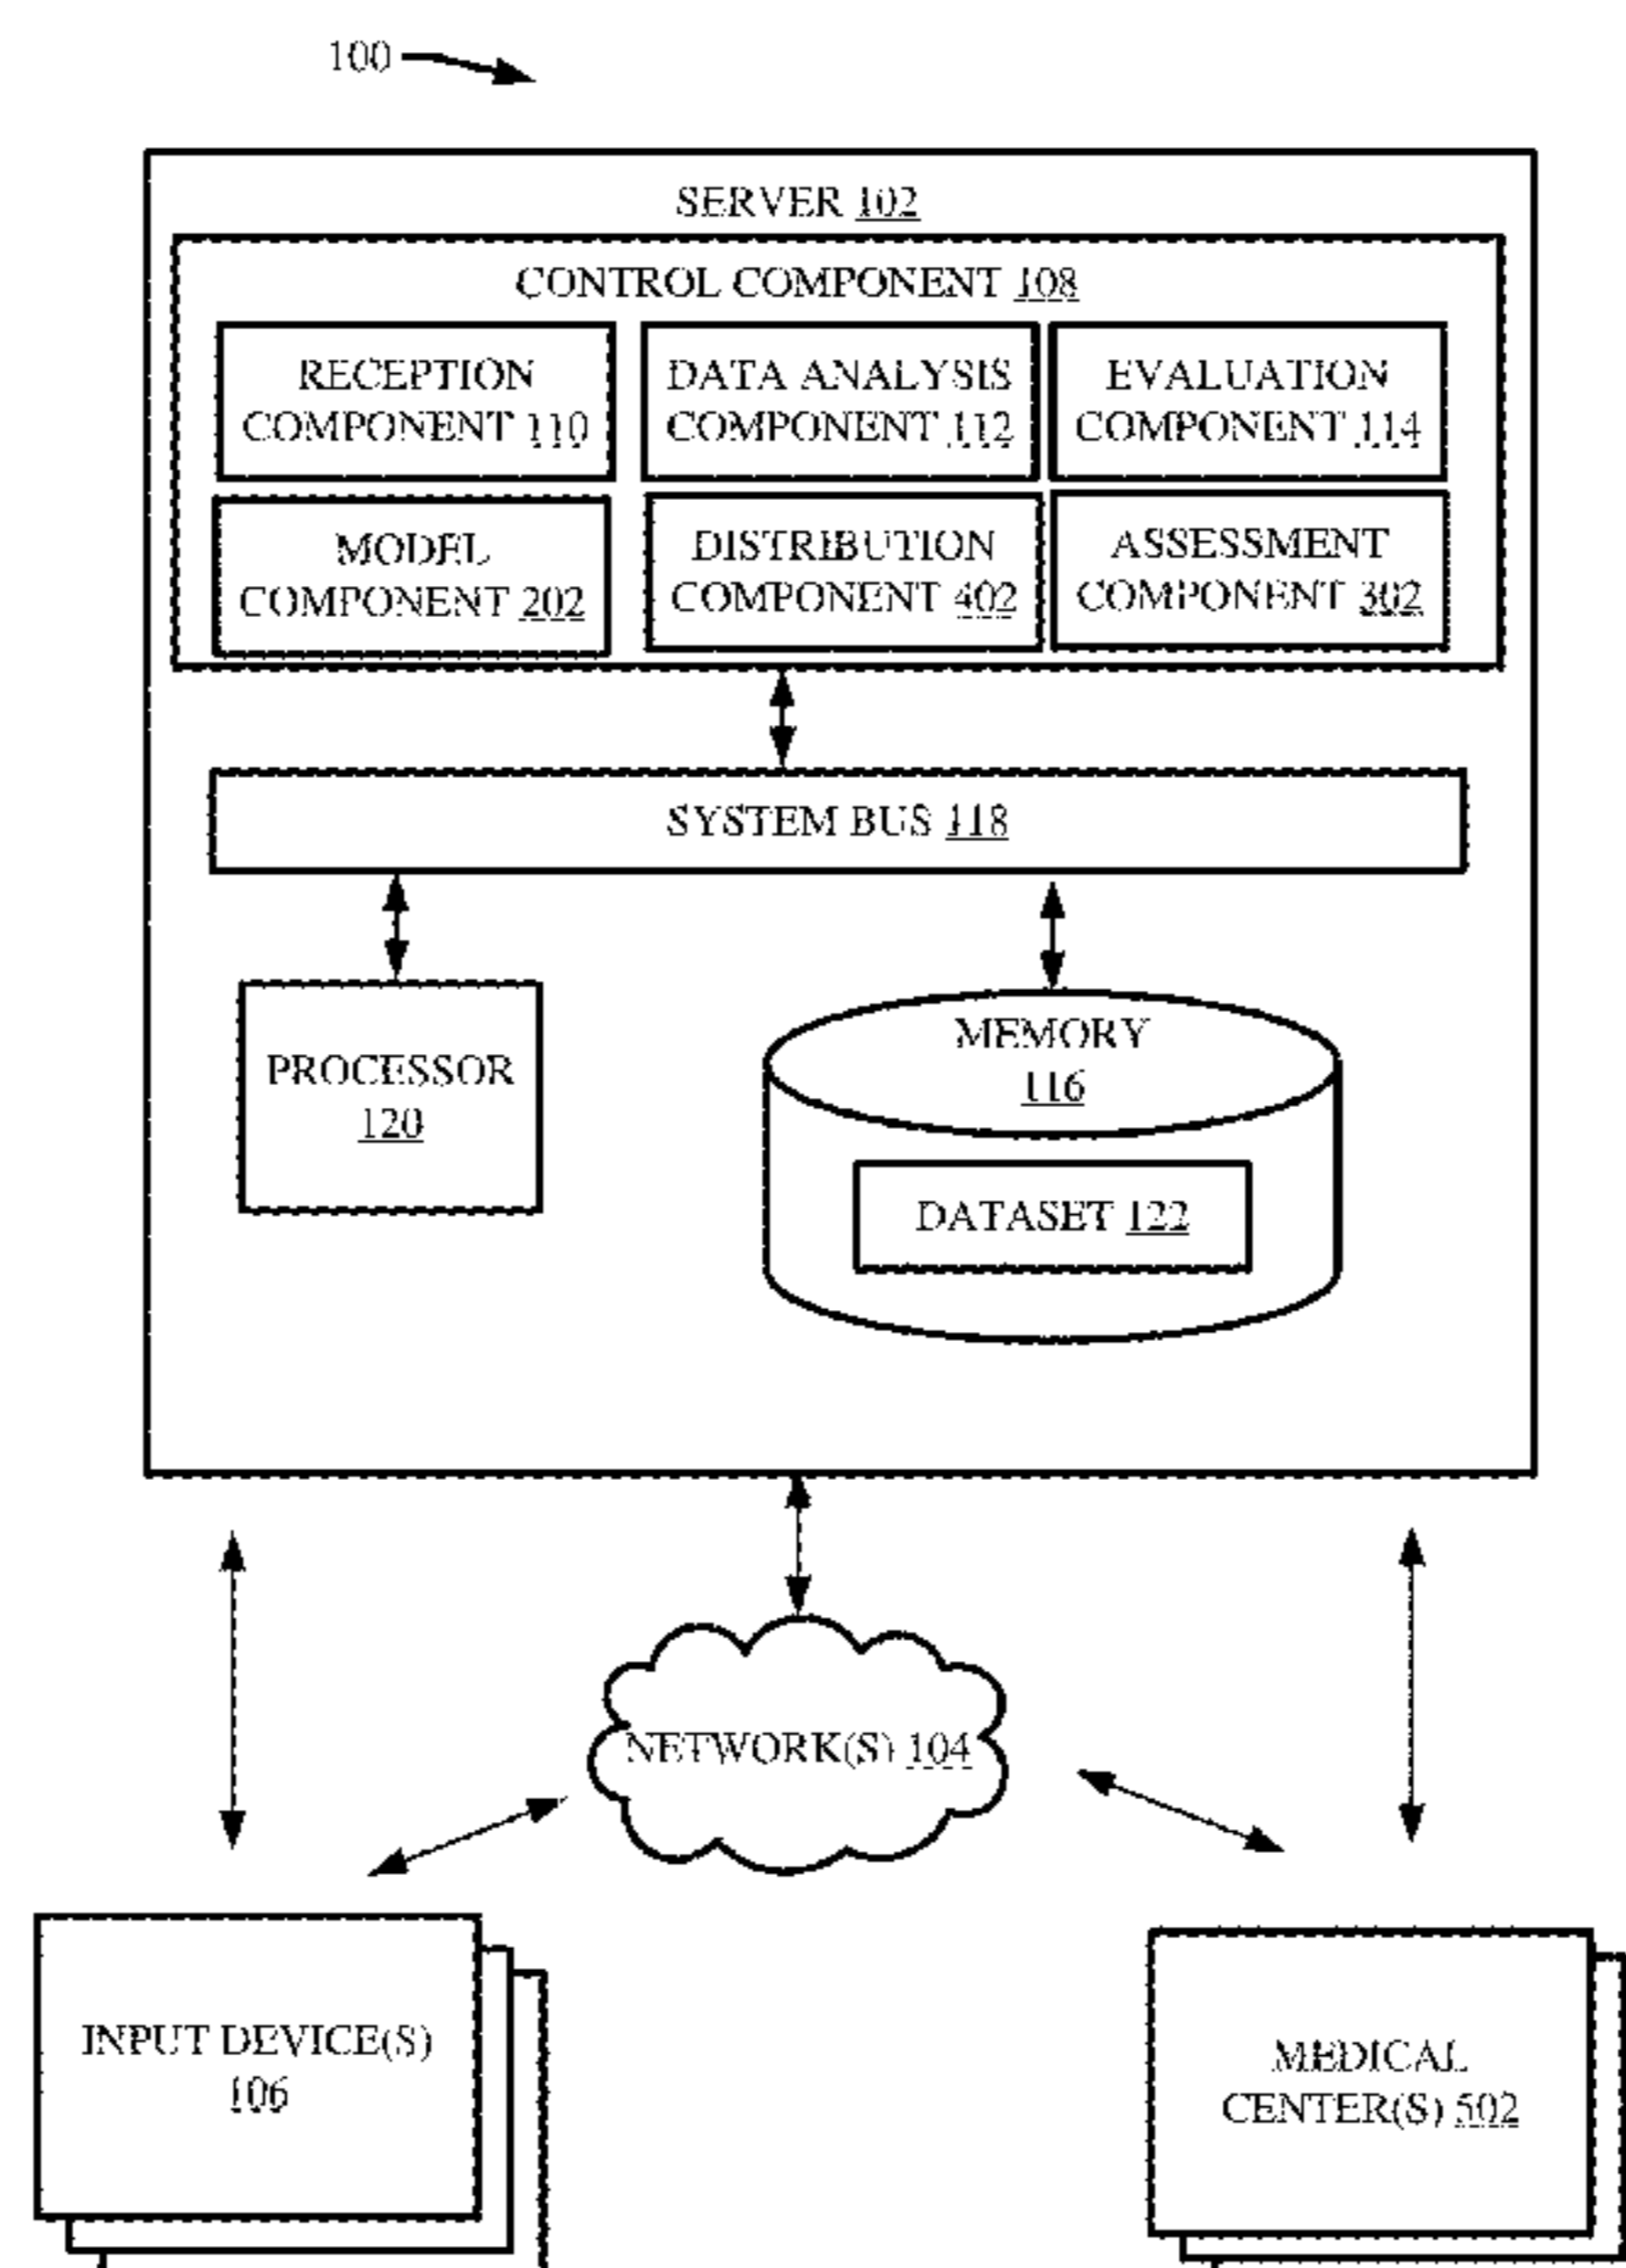 100
SERVER 102
CONTROL COMPONENT 108
RECEPTION
COMPONENT 110
DATA ANALYSIS
COMPONENT 112
EVALUATION
COMPONENT 114
MODEL
COMPONENT 202
DISTRIBUTION
COMPONENT 402
ASSESSMENT
COMPONENT 302
SYSTEM BUS 118
PROCESSOR
120
MEMORY
116
DATASET 122
NETWORK(S) 104
INPUT DEVICE(S)
106
MEDICAL
CENTER(S) 502